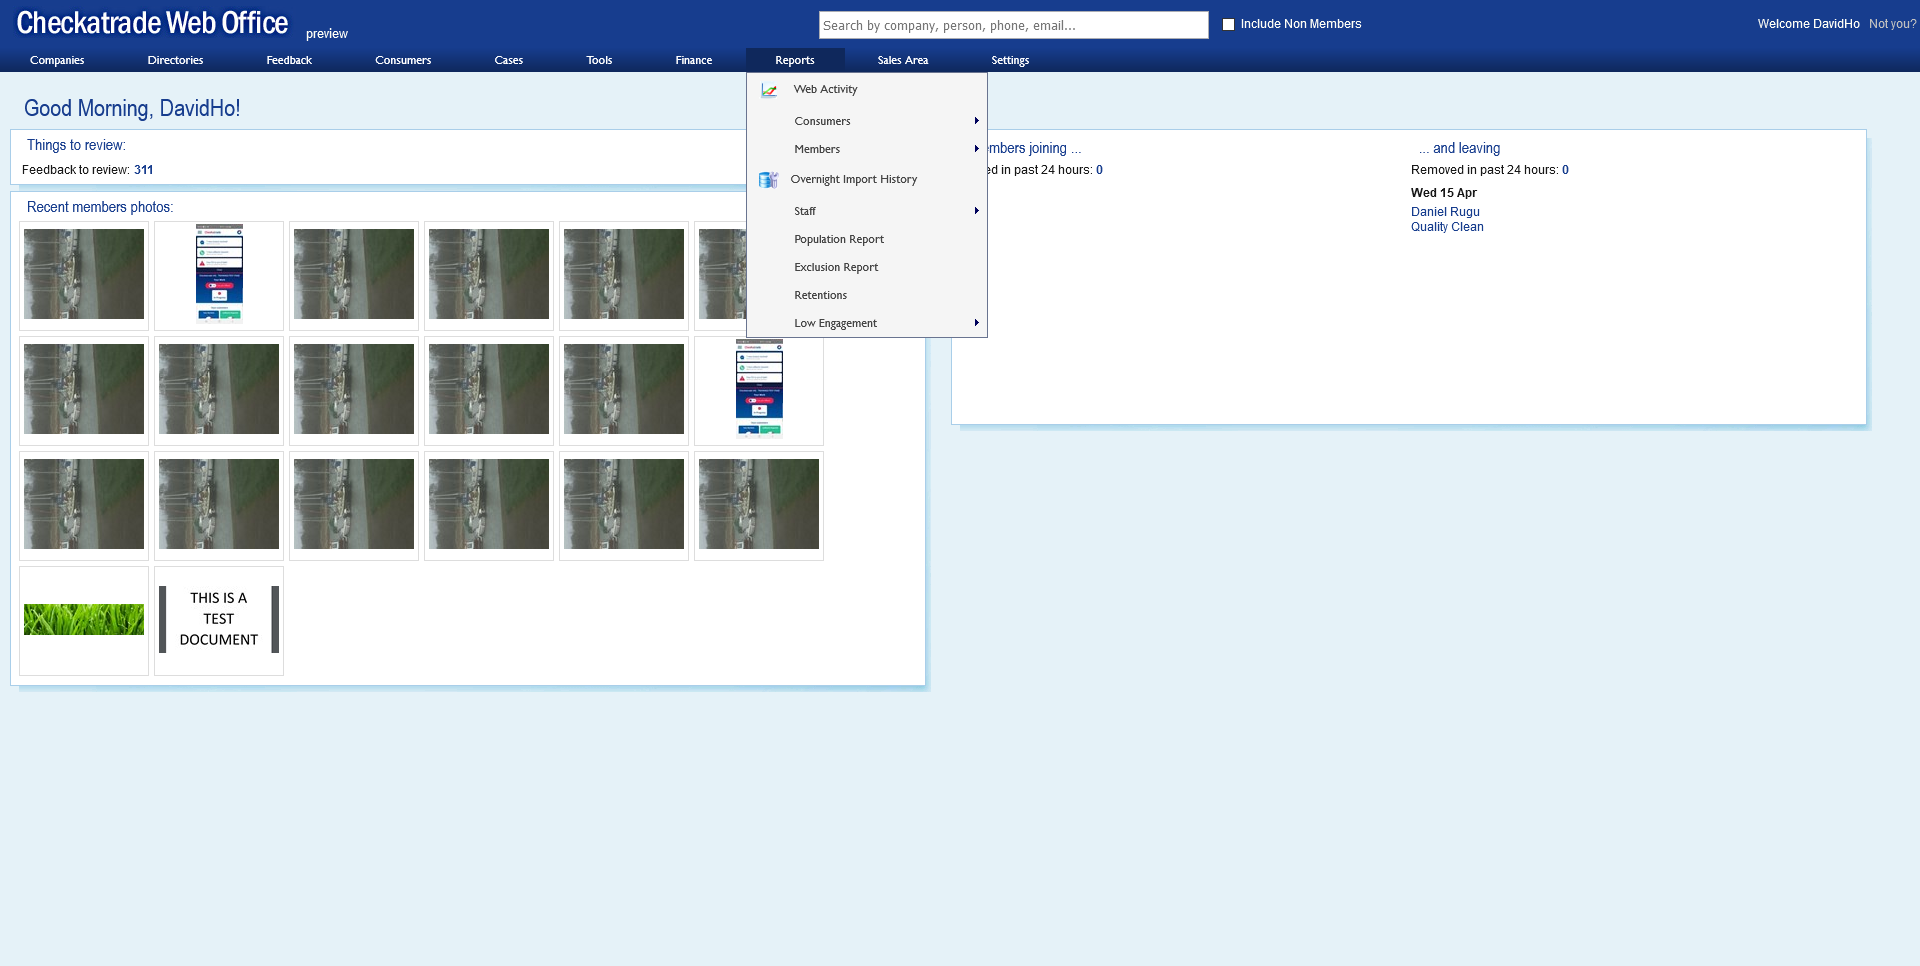 Checkatrade Web Office
preview
Search by company, person, phone, email...
Include Non Members
Welcome DavidHo Not you?
Companies Directories Feedback Consumers Cases Tools Finance Reports Sales Area Settings
Good Morning, DavidHo!
Things to review:
Feedback to review: 311
Recent members photos:
THIS IS A
TEST
DOCUMENT
Web Activity
Consumers
Members
Overnight Import History
Staff
Population Report
Exclusion Report
Retentions
Low Engagement
joining ...
in past 24 hours: 0
... and leaving
Removed in past 24 hours: 0
Wed 15 Apr
Daniel Rugu
Quality Clean